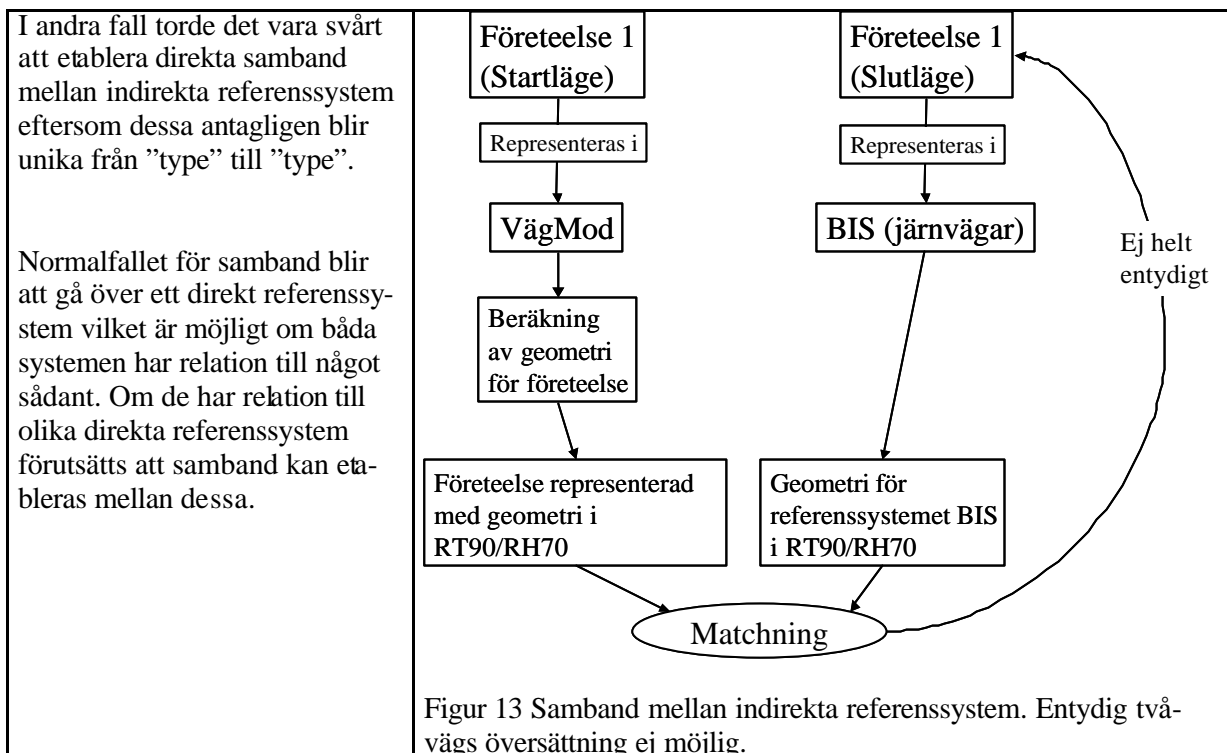 I andra fall torde det vara svårt
att etablera direkta samband
mellan indirekta referenssystem
eftersom dessa antagligen blir
unika från ”type” till ”type”.
Normalfallet för samband blir
att gå över ett direkt referenssy-
stem vilket är möjligt om båda
systemen har relation till något
sådant. Om de har relation till
olika direkta referenssystem
förutsätts att samband kan eta-
bleras mellan dessa.
Företeelse 1
(Startläge)
Representeras i
VägMod
Beräkning
av geometri
för företeelse
Företeelse representerad
med geometri i
RT90/RH70
Företeelse 1
(Slutläge)
Representeras i
BIS (järnvägar)
Geometri för
referenssystemet BIS
i RT90/RH70
Ej helt
entydigt
Matchning
Figur 13 Samband mellan indirekta referenssystem. Entydig två-
vägs översättning ej möjlig.